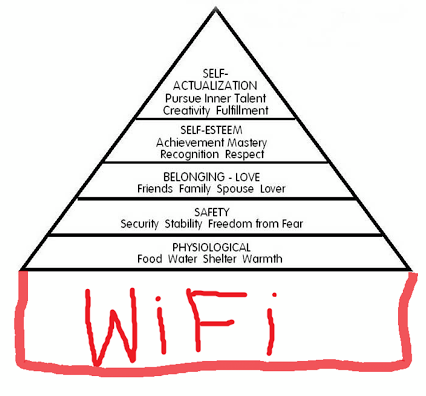 SELF-
ACTUALIZATION
Pursue Inner Talent
Creativity Fulfillment
SELF-ESTEEM
Achievement Mastery
Recognition Respect
BELONGING - LOVE
Friends Family Spouse Lover
SAFETY
Security Stability Freedom from Fear
PHYSIOLOGICAL
Food Water Shelter Warmth
WiFi